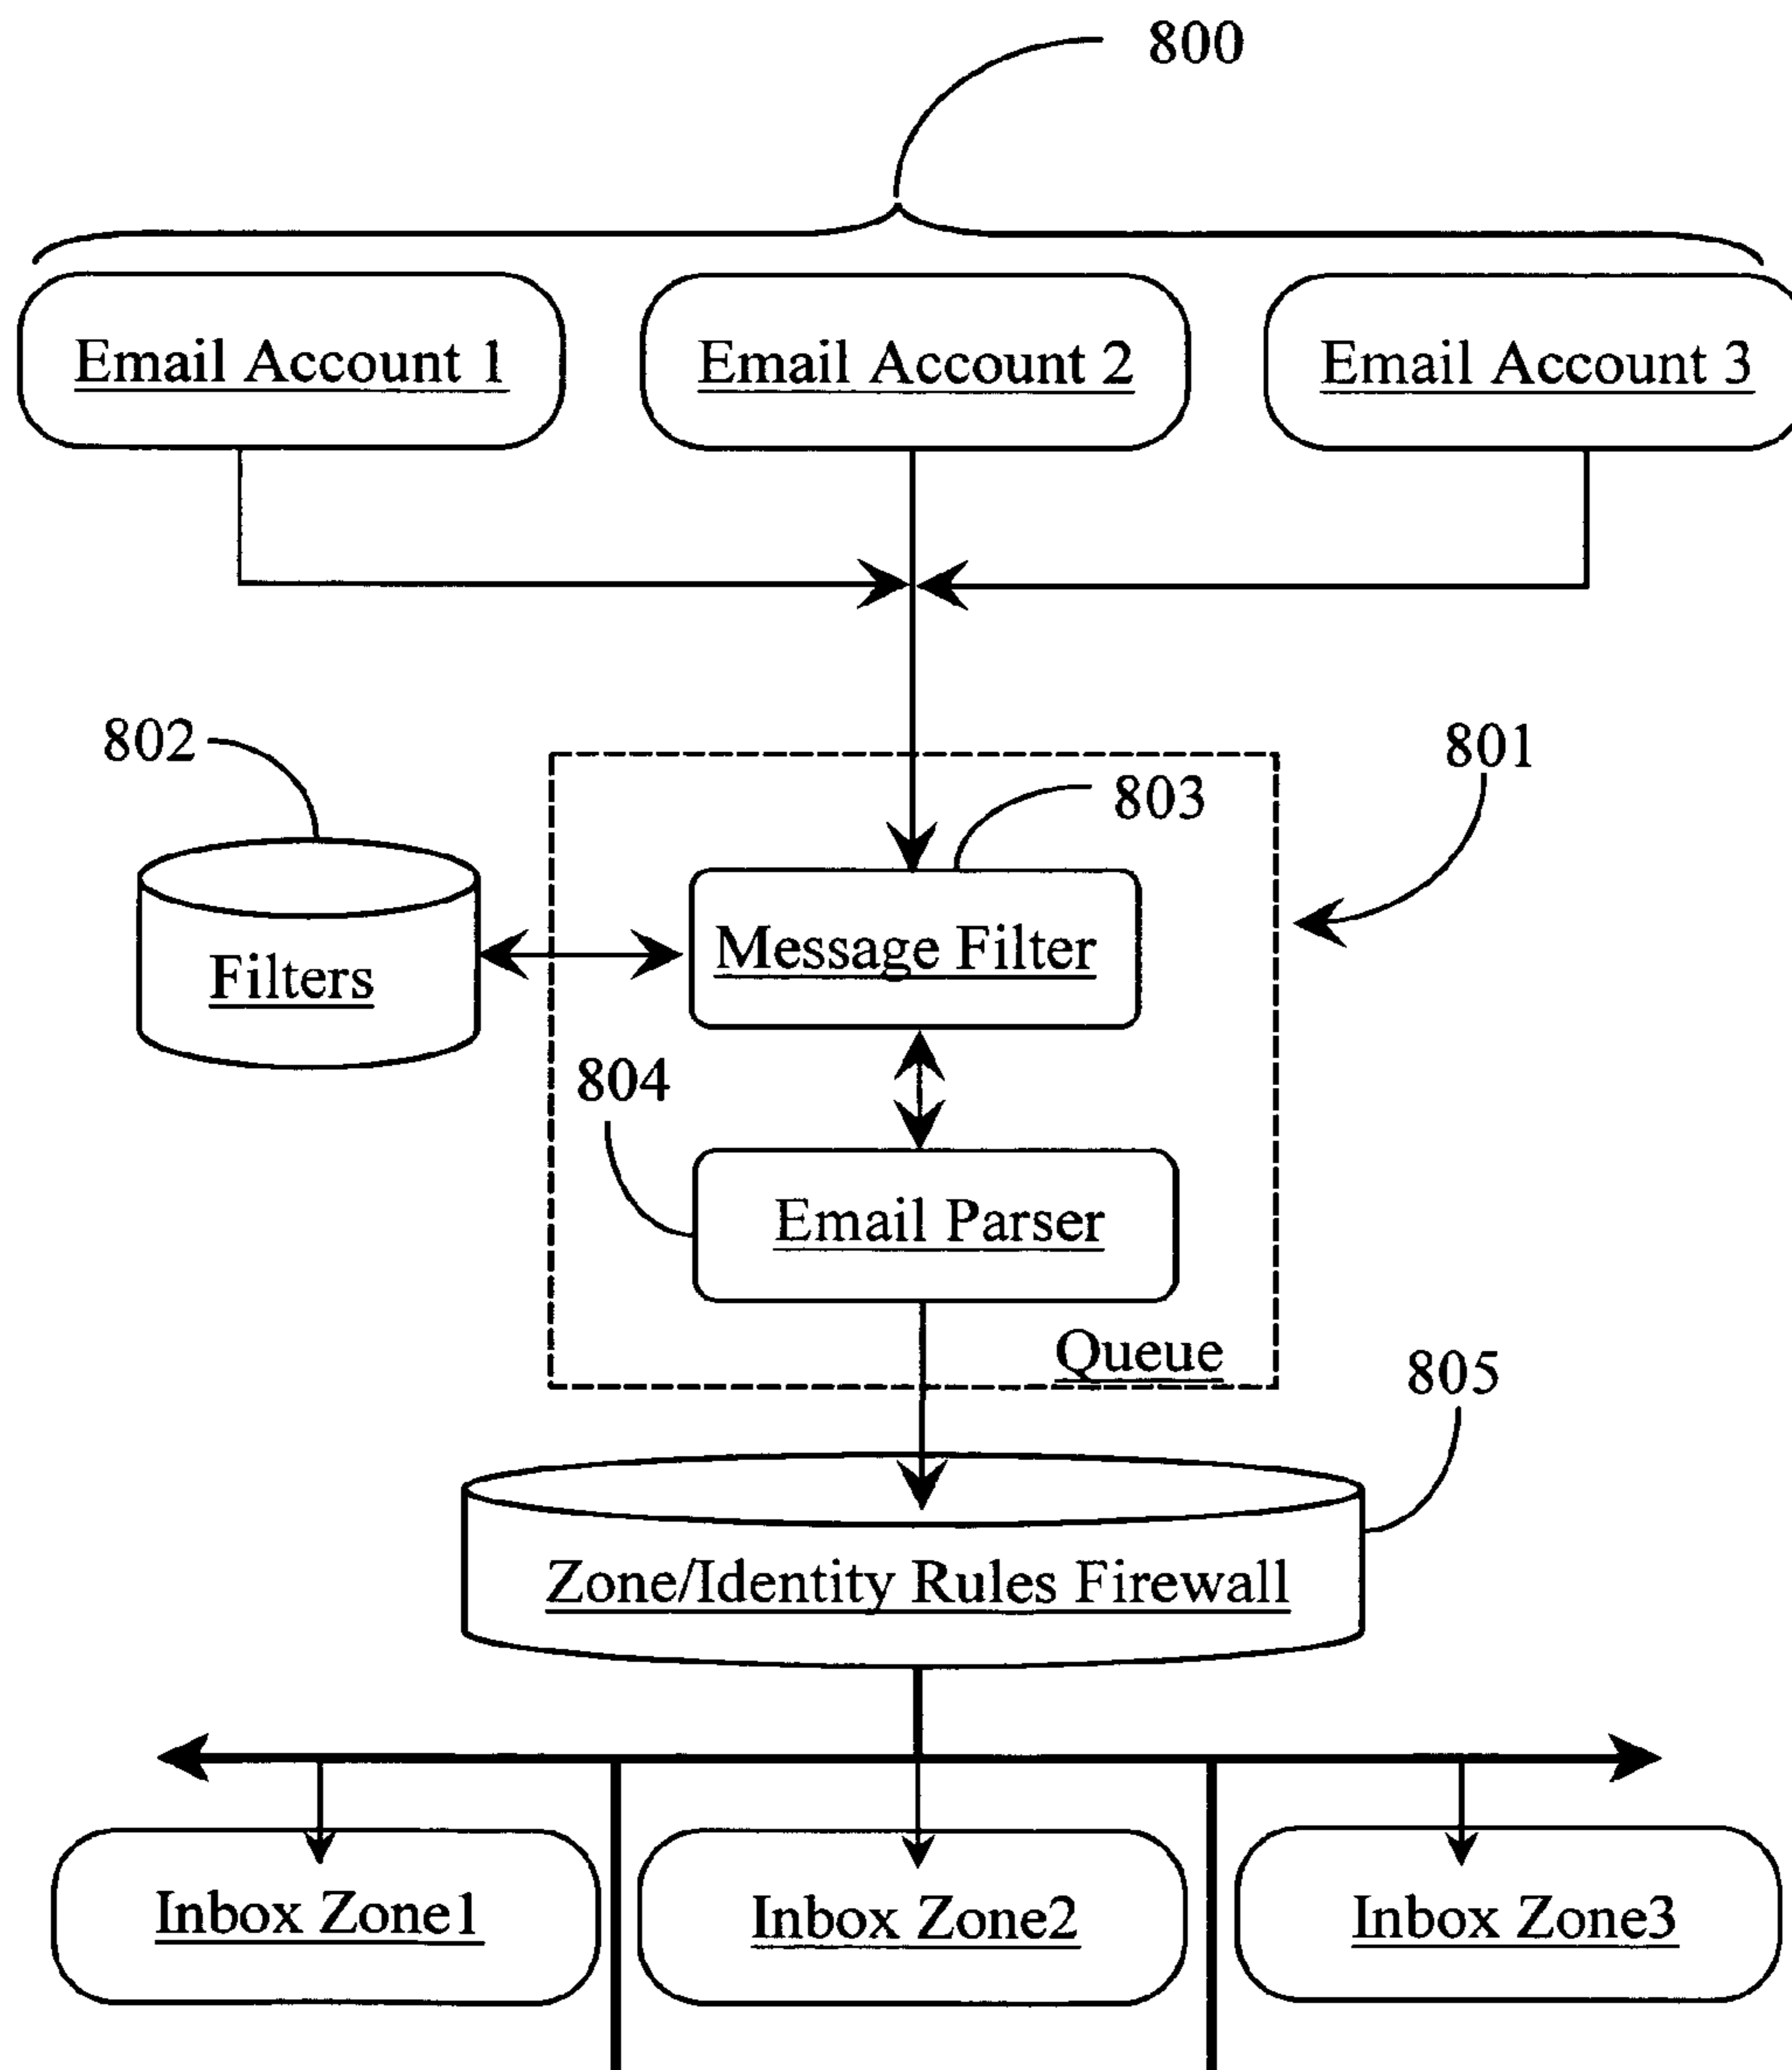 800
Email Account 1
Email Account 2
Email Account 3
802
801
803
Message Filter
Filters
804
Email Parser
Queue
805
Zone/Identity Rules Firewall
Inbox Zone1
Inbox Zone2
Inbox Zone3